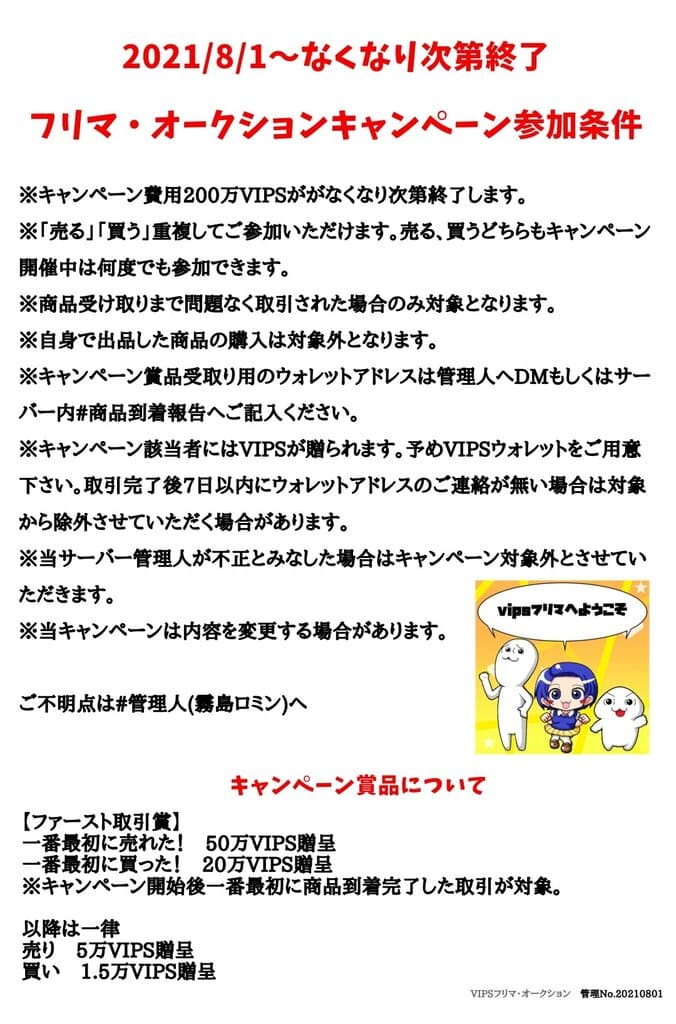 2021/8/1～なくなり次第終了
フリマ・オークションキャンペーン参加条件
※キャンペーン費用200万VIPSががなくなり次第終了します。
※「売る」「買う」重複してご参加いただけます。売る、買うどちらもキャンペーン
開催中は何度でも参加できます。
※商品受け取りまで問題なく取引された場合のみ対象となります。
※自身で出品した商品の購入は対象外となります。
※キャンペーン賞品受取り用のウォレットアドレスは管理人へDMもしくはサー
バー内#商品到着報告へご記入ください。
※キャンペーン該当者にはVIPSが贈られます。予めVIPSウォレットをご用意
下さい。取引完了後7日以内にウォレットアドレスのご連絡が無い場合は対象
から除外させていただく場合があります。
※当サーバー管理人が不正とみなした場合はキャンペーン対象外とさせてい
ただきます。
※当キャンペーンは内容を変更する場合があります。
vipsフリマへようこそ
ご不明点は#管理人(霧島ロミン)へ
キャンペーン賞品について
【ファースト取引賞】
一番最初に売れた！　50万VIPS贈呈
一番最初に買った！　20万VIPS贈呈
※キャンペーン開始後一番最初に商品到着完了した取引が対象。
以降は一律
売り　5万VIPS贈呈
買い　1.5万VIPS贈呈
VIPSフリマ・オークション　管理No.20210801